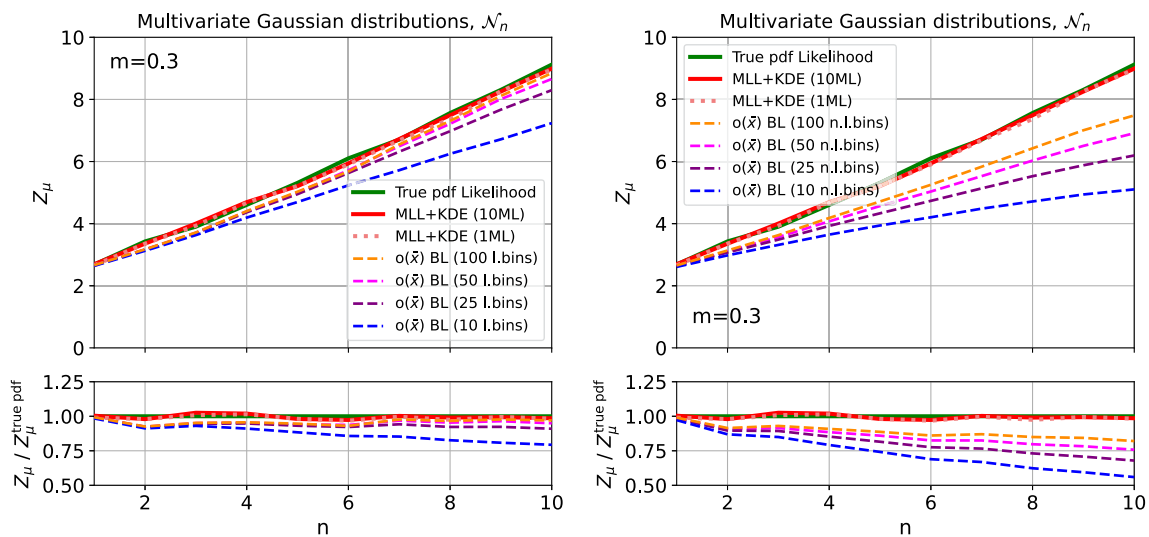 Multivariate Gaussian distributions, 𝒩ₙ
m=0.3
10
8
6
4
2
0
Z_μ
True pdf Likelihood
MLL+KDE (10ML)
MLL+KDE (1ML)
o(x̄) BL (100 l.bins)
o(x̄) BL (50 l.bins)
o(x̄) BL (25 l.bins)
o(x̄) BL (10 l.bins)
1.25
1.00
0.75
0.50
Z_μ / Z_μ^true pdf
2 4 6 8 10
n
Multivariate Gaussian distributions, 𝒩ₙ
10
8
6
4
2
0
Z_μ
True pdf Likelihood
MLL+KDE (10ML)
MLL+KDE (1ML)
o(x̄) BL (100 n.l.bins)
o(x̄) BL (50 n.l.bins)
o(x̄) BL (25 n.l.bins)
o(x̄) BL (10 n.l.bins)
m=0.3
1.25
1.00
0.75
0.50
Z_μ / Z_μ^true pdf
2 4 6 8 10
n